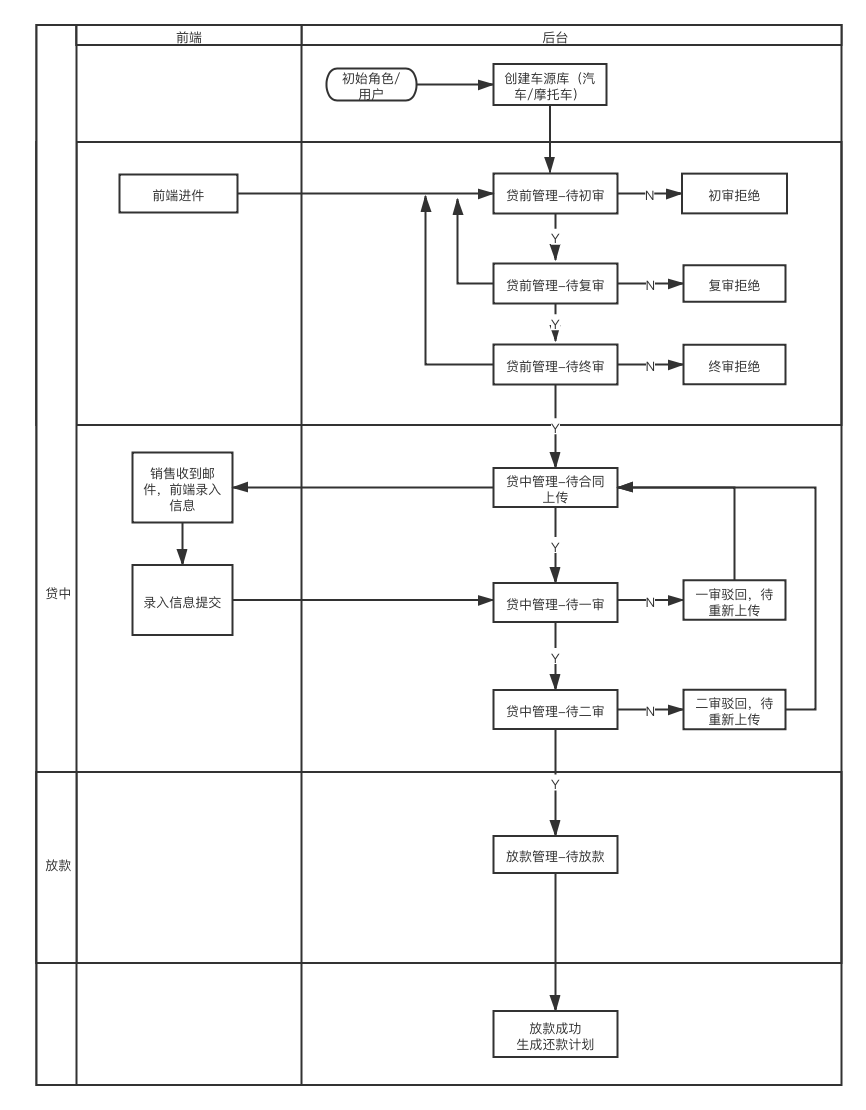 前端
后台
初始角色/
用户
创建车源库（汽
车/摩托车）
前端进件
贷前管理-待初审
N
初审拒绝
Y
贷前管理-待复审
N
复审拒绝
Y
贷前管理-待终审
N
终审拒绝
Y
销售收到邮
件，前端录入
信息
贷中管理-待合同
上传
Y
贷中
录入信息提交
贷中管理-待一审
N
一审驳回，待
重新上传
Y
贷中管理-待二审
N
二审驳回，待
重新上传
Y
放款
放款管理-待放款
放款成功
生成还款计划